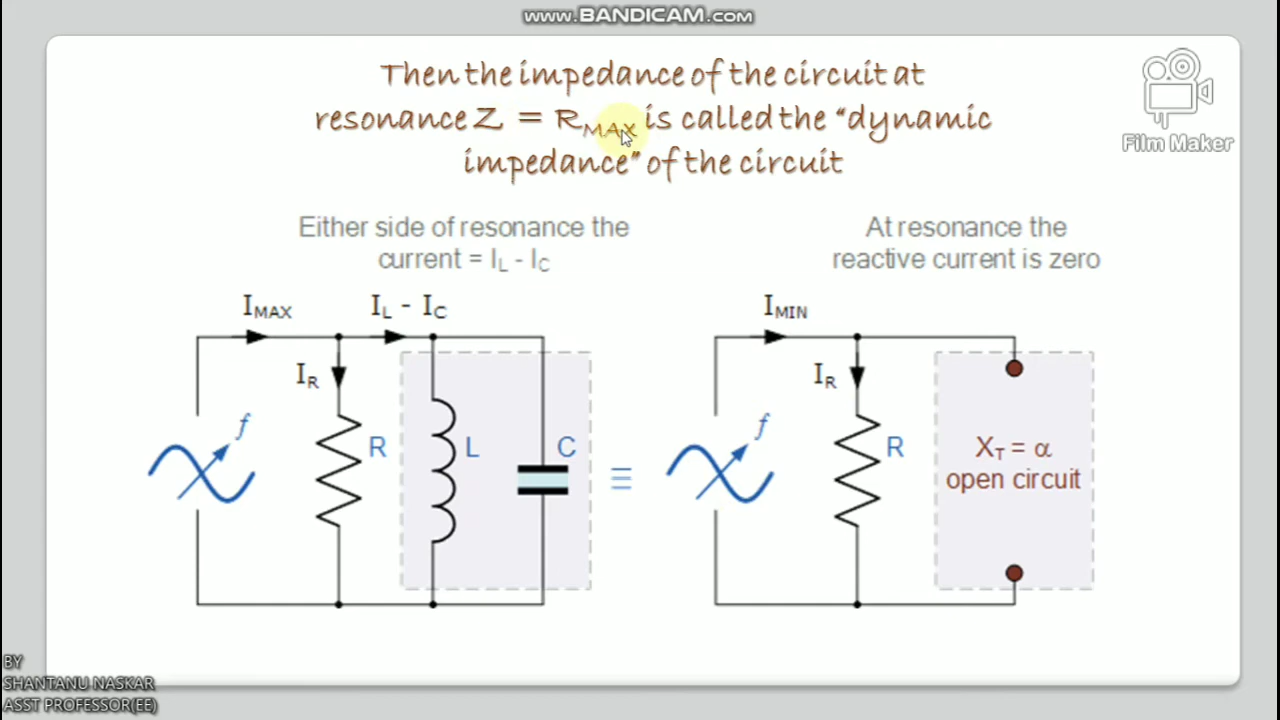 www.BANDICAM.com
Then the impedance of the circuit at
resonance Z = RMAX is called the “dynamic
impedance” of the circuit
Film Maker
Either side of resonance the
current = IL - IC
At resonance the
reactive current is zero
IMAX
IL - IC
IMIN
IR
IR
f
f
R
L
C
≡
R
XT = α
open circuit
BY
SHANTANU NASKAR
ASST PROFESSOR(EE)